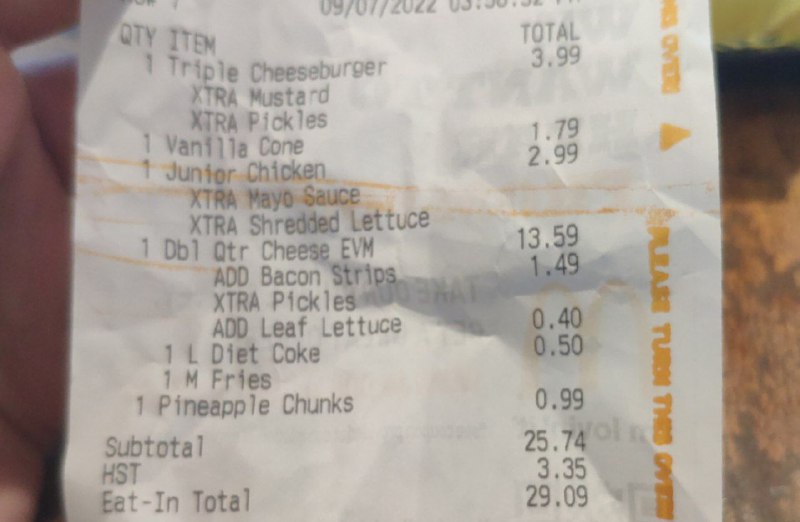 09/07/2022
QTY ITEM TOTAL
1 Triple Cheeseburger 3.99
XTRA Mustard
XTRA Pickles
1 Vanilla Cone 1.79
1 Junior Chicken 2.99
XTRA Mayo Sauce
XTRA Shredded Lettuce
1 Dbl Qtr Cheese EVM 13.59
ADD Bacon Strips 1.49
XTRA Pickles
ADD Leaf Lettuce 0.40
1 L Diet Coke 0.50
1 M Fries
1 Pineapple Chunks 0.99
Subtotal 25.74
HST 3.35
Eat-In Total 29.09
OVER
PLEASE TURN THIS OVER